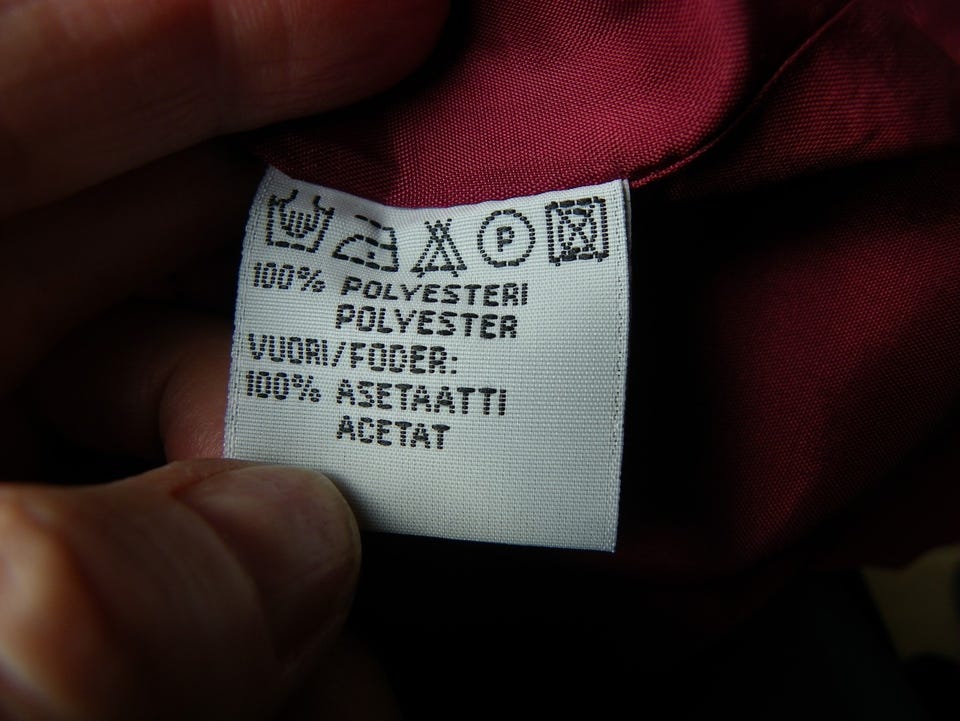 P
100% POLYESTERI
POLYESTER
VUORI/FODER:
100% ASETAATTI
ACETAT